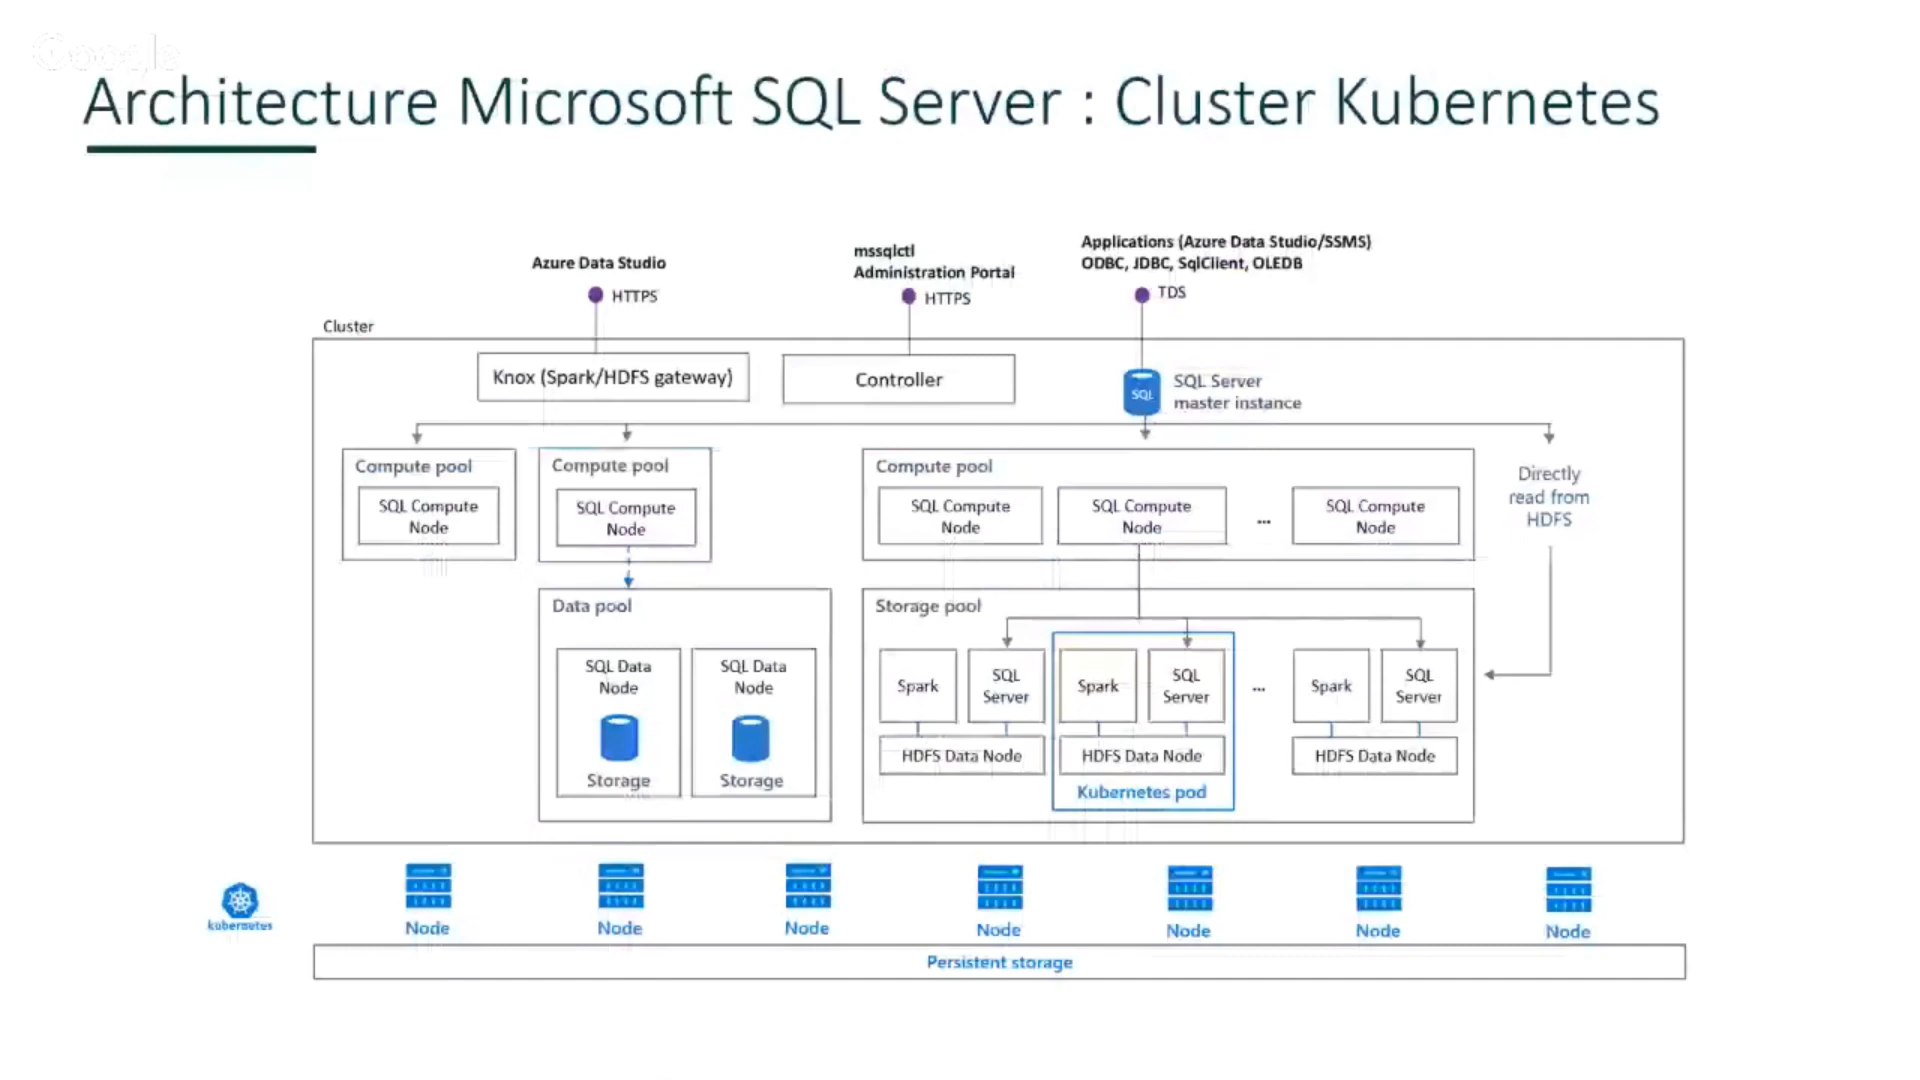 Google
Architecture Microsoft SQL Server : Cluster Kubernetes
Azure Data Studio
HTTPS
mssqlctl
Administration Portal
HTTPS
Applications (Azure Data Studio/SSMS)
ODBC, JDBC, SqlClient, OLEDB
TDS
Cluster
Knox (Spark/HDFS gateway)
Controller
SQL
SQL Server
master instance
Compute pool
SQL Compute
Node
Compute pool
SQL Compute
Node
Compute pool
SQL Compute
Node
SQL Compute
Node
...
SQL Compute
Node
Directly
read from
HDFS
Data pool
SQL Data
Node
Storage
SQL Data
Node
Storage
Storage pool
Spark
SQL
Server
HDFS Data Node
Spark
SQL
Server
HDFS Data Node
Kubernetes pod
...
Spark
SQL
Server
HDFS Data Node
kubernetes
Node
Node
Node
Node
Node
Node
Node
Persistent storage